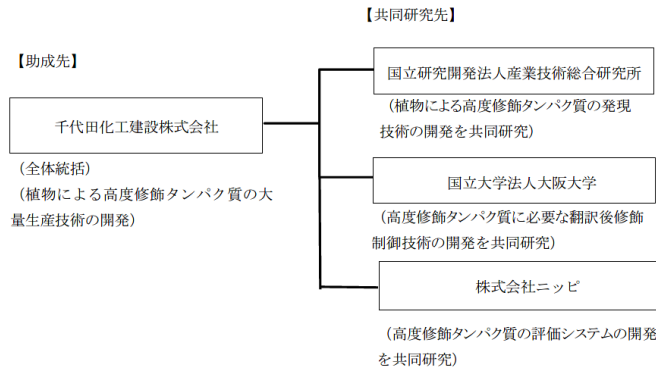 【助成先】
千代田化工建設株式会社
（全体統括）
（植物による高度修飾タンパク質の大
量生産技術の開発）
【共同研究先】
国立研究開発法人産業技術総合研究所
（植物による高度修飾タンパク質の発現
技術の開発を共同研究）
国立大学法人大阪大学
（高度修飾タンパク質に必要な翻訳後修飾
制御技術の開発を共同研究）
株式会社ニッピ
（高度修飾タンパク質の評価システムの開発
を共同研究）